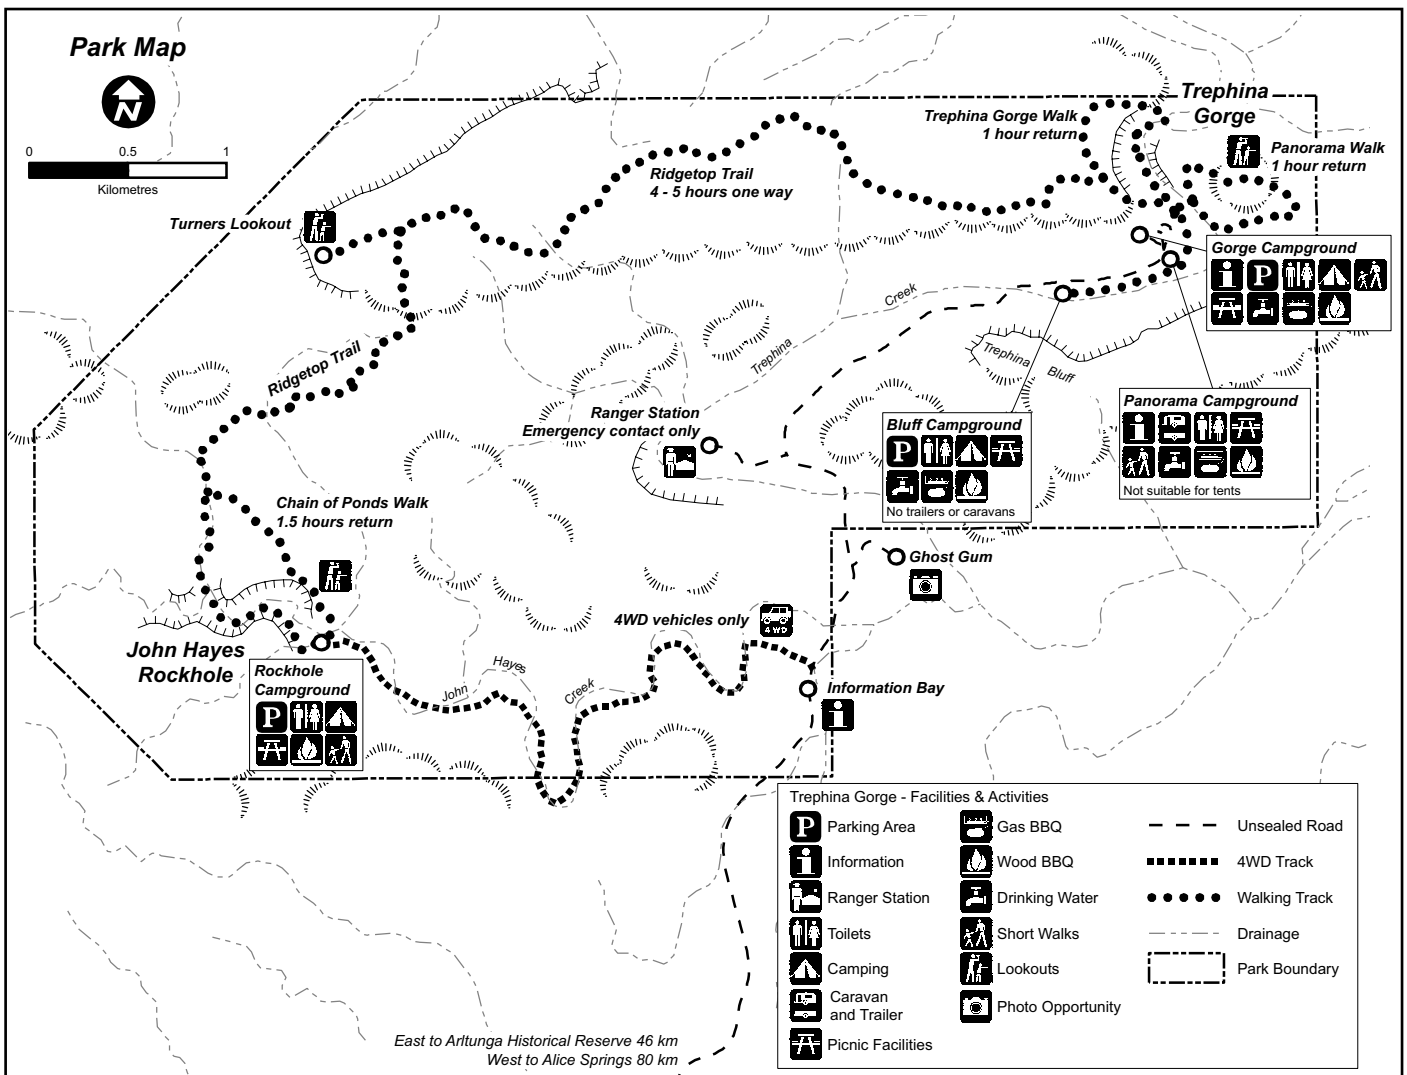 Park Map
N
0 0.5 1
Kilometres
Trephina
Gorge
Trephina Gorge Walk
1 hour return
Panorama Walk
1 hour return
Ridgetop Trail
4 - 5 hours one way
Turners Lookout
Gorge Campground
P
Creek
Trephina
Trephina
Bluff
Ridgetop Trail
Panorama Campground
Not suitable for tents
Ranger Station
Emergency contact only
Bluff Campground
P
No trailers or caravans
Chain of Ponds Walk
1.5 hours return
Ghost Gum
4WD vehicles only
4WD
John Hayes
Rockhole
Rockhole
Campground
P
John
Hayes
Creek
Information Bay
Trephina Gorge - Facilities & Activities
P Parking Area
Information
Ranger Station
Toilets
Camping
Caravan
and Trailer
Picnic Facilities
Gas BBQ
Wood BBQ
Drinking Water
Short Walks
Lookouts
Photo Opportunity
Unsealed Road
4WD Track
Walking Track
Drainage
Park Boundary
East to Arltunga Historical Reserve 46 km
West to Alice Springs 80 km